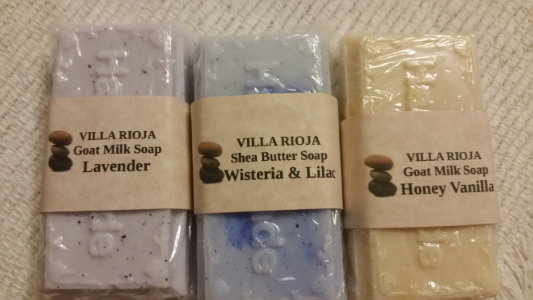 VILLA RIOJA
Goat Milk Soap
Lavender
VILLA RIOJA
Shea Butter Soap
Wisteria & Lilac
VILLA RIOJA
Goat Milk Soap
Honey Vanilla